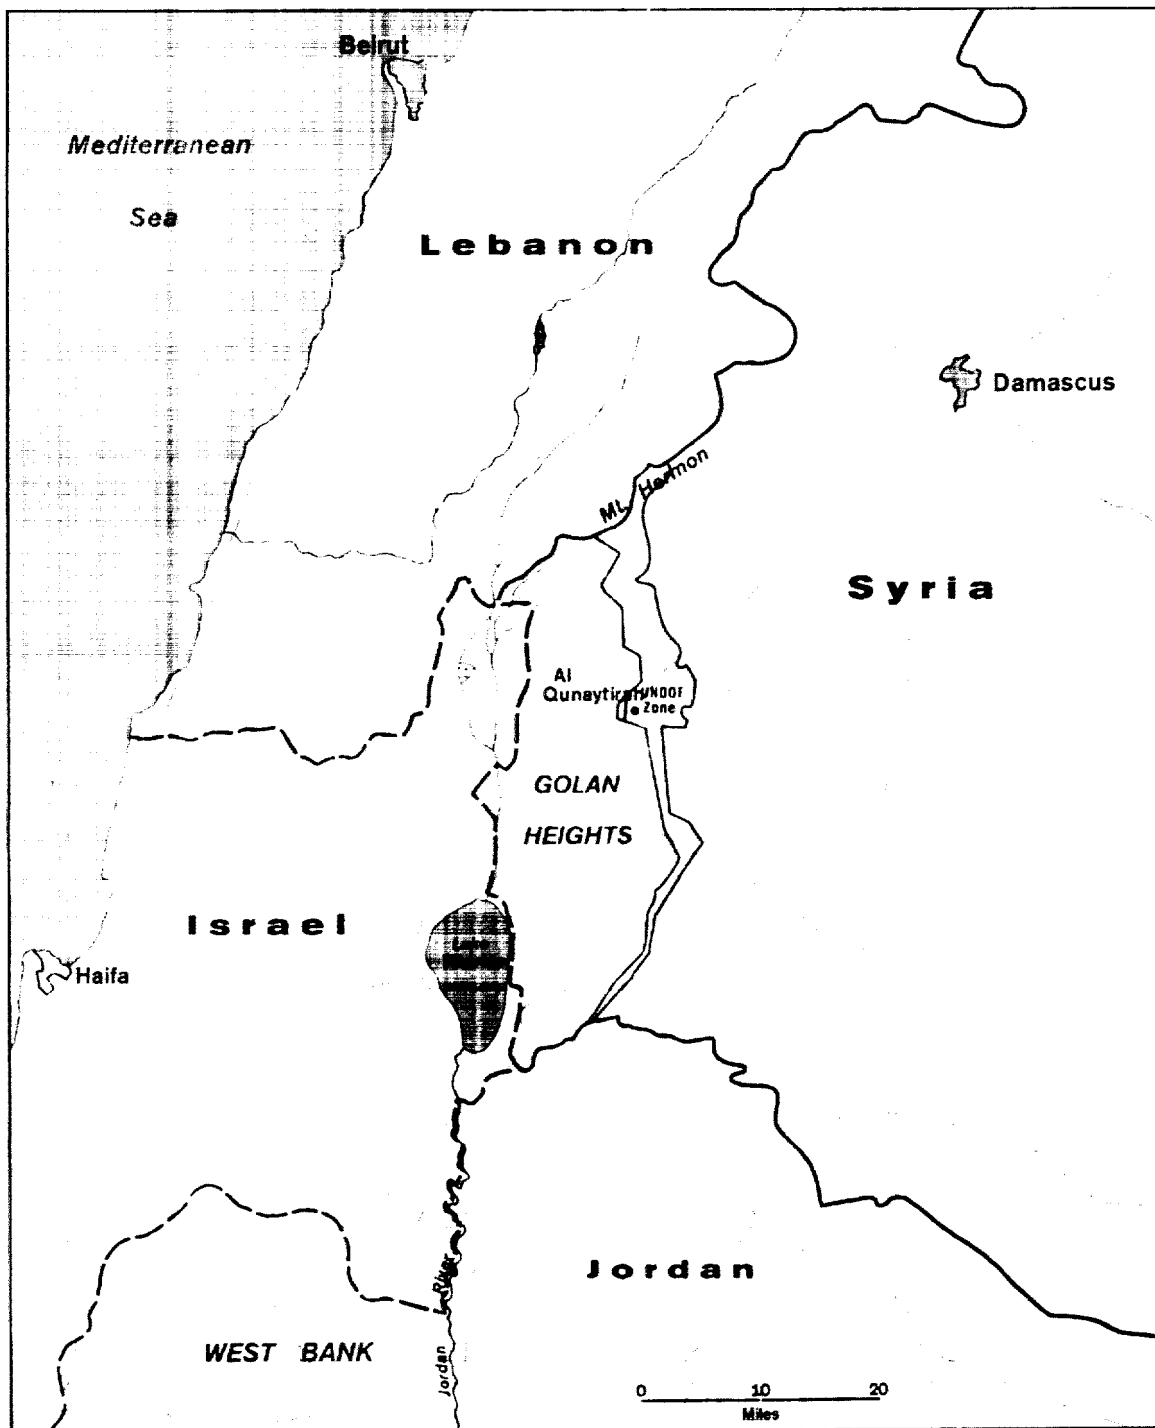 Beirut
Mediterranean
Sea
Lebanon
Damascus
Mt. Hermon
Syria
Al
Qunaytirah
UNDOF
Zone
GOLAN
HEIGHTS
Israel
Lake
Haifa
River
Jordan
Jordan
WEST BANK
0 10 20
Miles